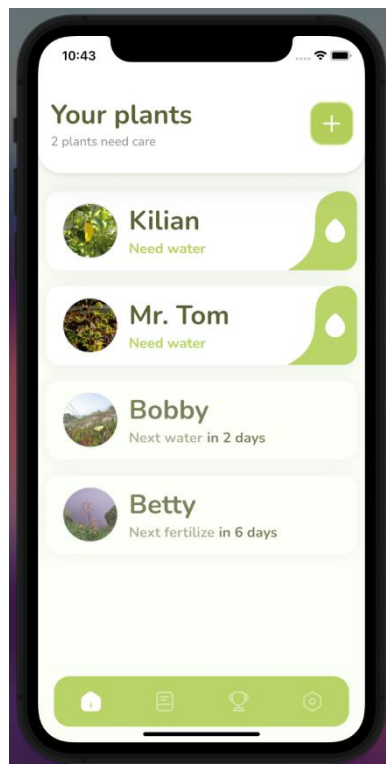 10:43
Your plants
2 plants need care
Kilian
Need water
Mr. Tom
Need water
Bobby
Next water in 2 days
Betty
Next fertilize in 6 days